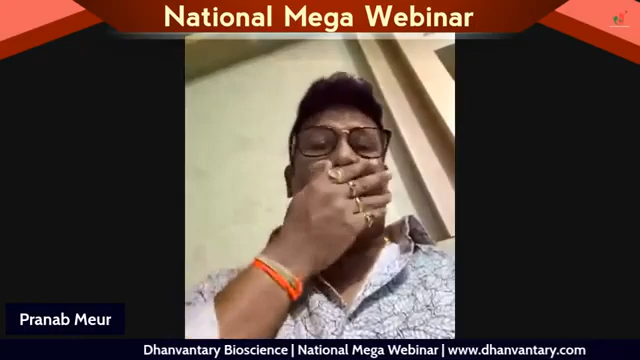 National Mega Webinar
Pranab Meur
Dhanvantary Bioscience | National Mega Webinar | www.dhanvantary.com